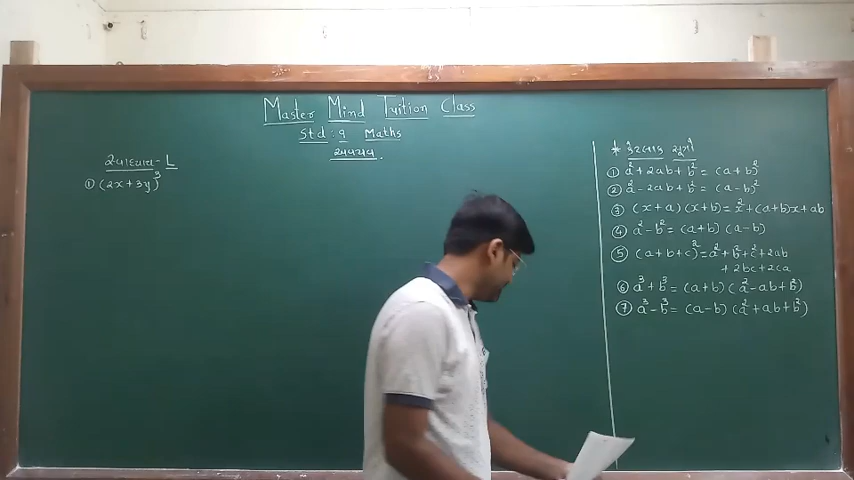 Master Mind Tuition Class
Std : 9 Maths
અવયવ.
સ્વાધ્યાય - L
① (2x+3y)³
* કેટલાક સૂત્રો
① a²+2ab+b² = (a+b)²
② a²-2ab+b² = (a-b)²
③ (x+a)(x+b)=x²+(a+b)x+ab
④ a²-b² = (a+b)(a-b)
⑤ (a+b+c)²=a²+b²+c²+2ab
+2bc+2ca
⑥ a³+b³ = (a+b)(a²-ab+b²)
⑦ a³-b³ = (a-b)(a²+ab+b²)